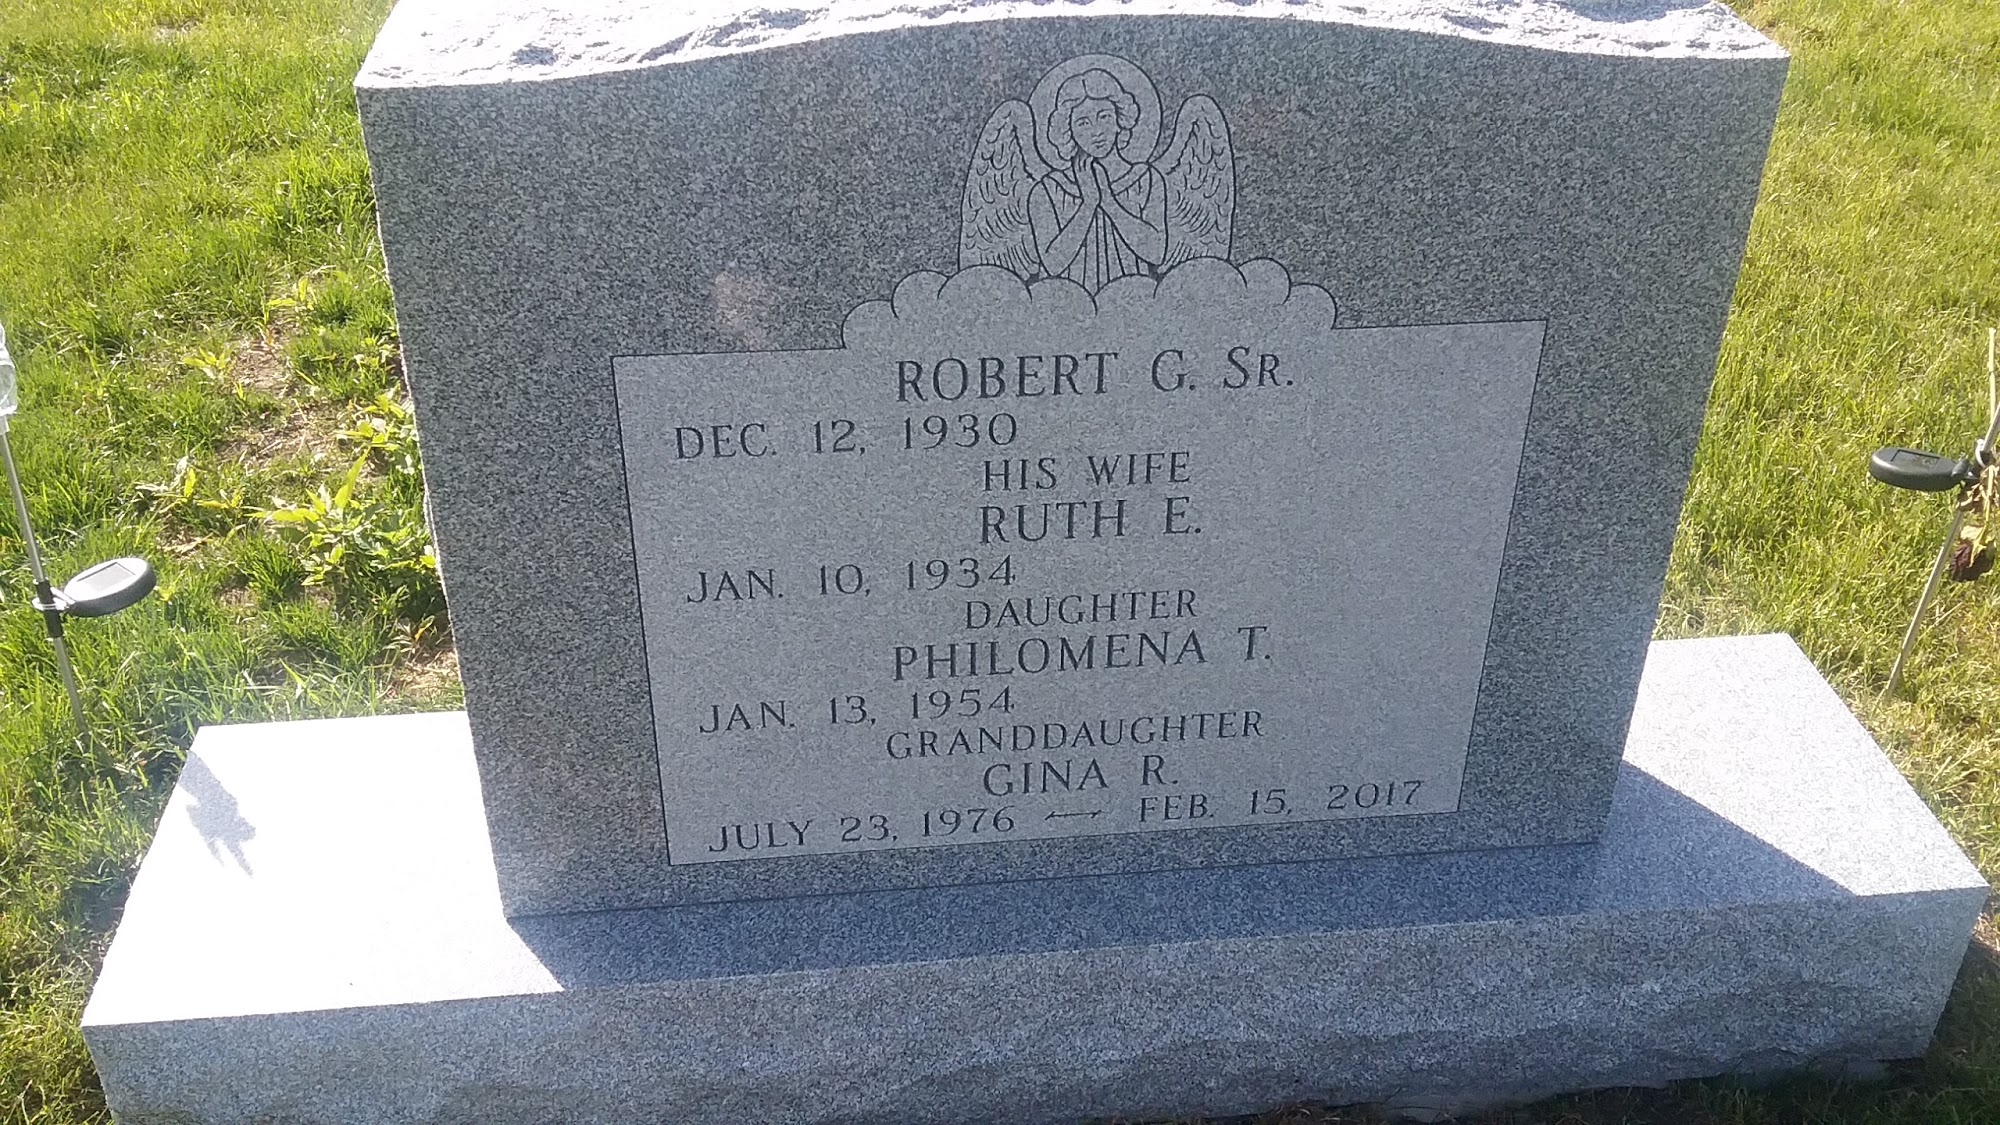 ROBERT G. SR.
DEC. 12, 1930
HIS WIFE
RUTH E.
JAN. 10, 1934
DAUGHTER
PHILOMENA T.
JAN. 13, 1954
GRANDDAUGHTER
GINA R.
JULY 23, 1976 — FEB. 15, 2017